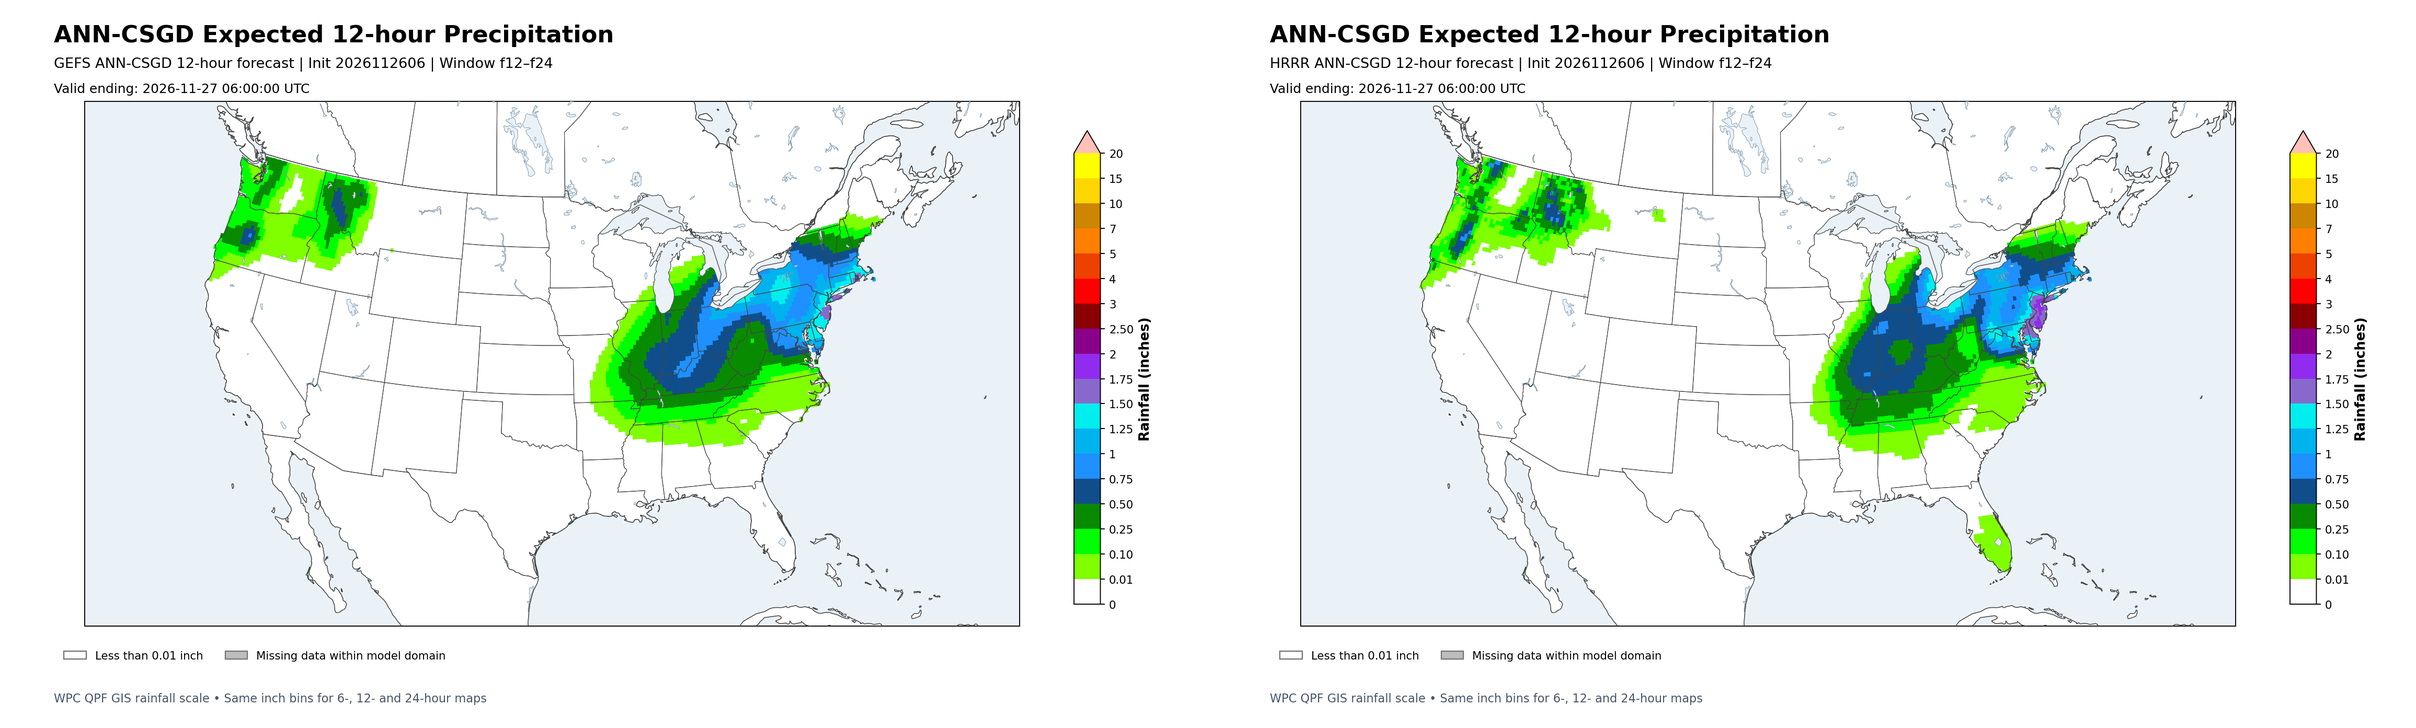 ANN-CSGD Expected 12-hour Precipitation
GEFS ANN-CSGD 12-hour forecast | Init 2026112606 | Window f12–f24
Valid ending: 2026-11-27 06:00:00 UTC
20
15
10
7
5
4
3
2.50
2
1.75
1.50
1.25
1
0.75
0.50
0.25
0.10
0.01
0
Rainfall (inches)
Less than 0.01 inch
Missing data within model domain
WPC QPF GIS rainfall scale • Same inch bins for 6-, 12- and 24-hour maps
ANN-CSGD Expected 12-hour Precipitation
HRRR ANN-CSGD 12-hour forecast | Init 2026112606 | Window f12–f24
Valid ending: 2026-11-27 06:00:00 UTC
20
15
10
7
5
4
3
2.50
2
1.75
1.50
1.25
1
0.75
0.50
0.25
0.10
0.01
0
Rainfall (inches)
Less than 0.01 inch
Missing data within model domain
WPC QPF GIS rainfall scale • Same inch bins for 6-, 12- and 24-hour maps